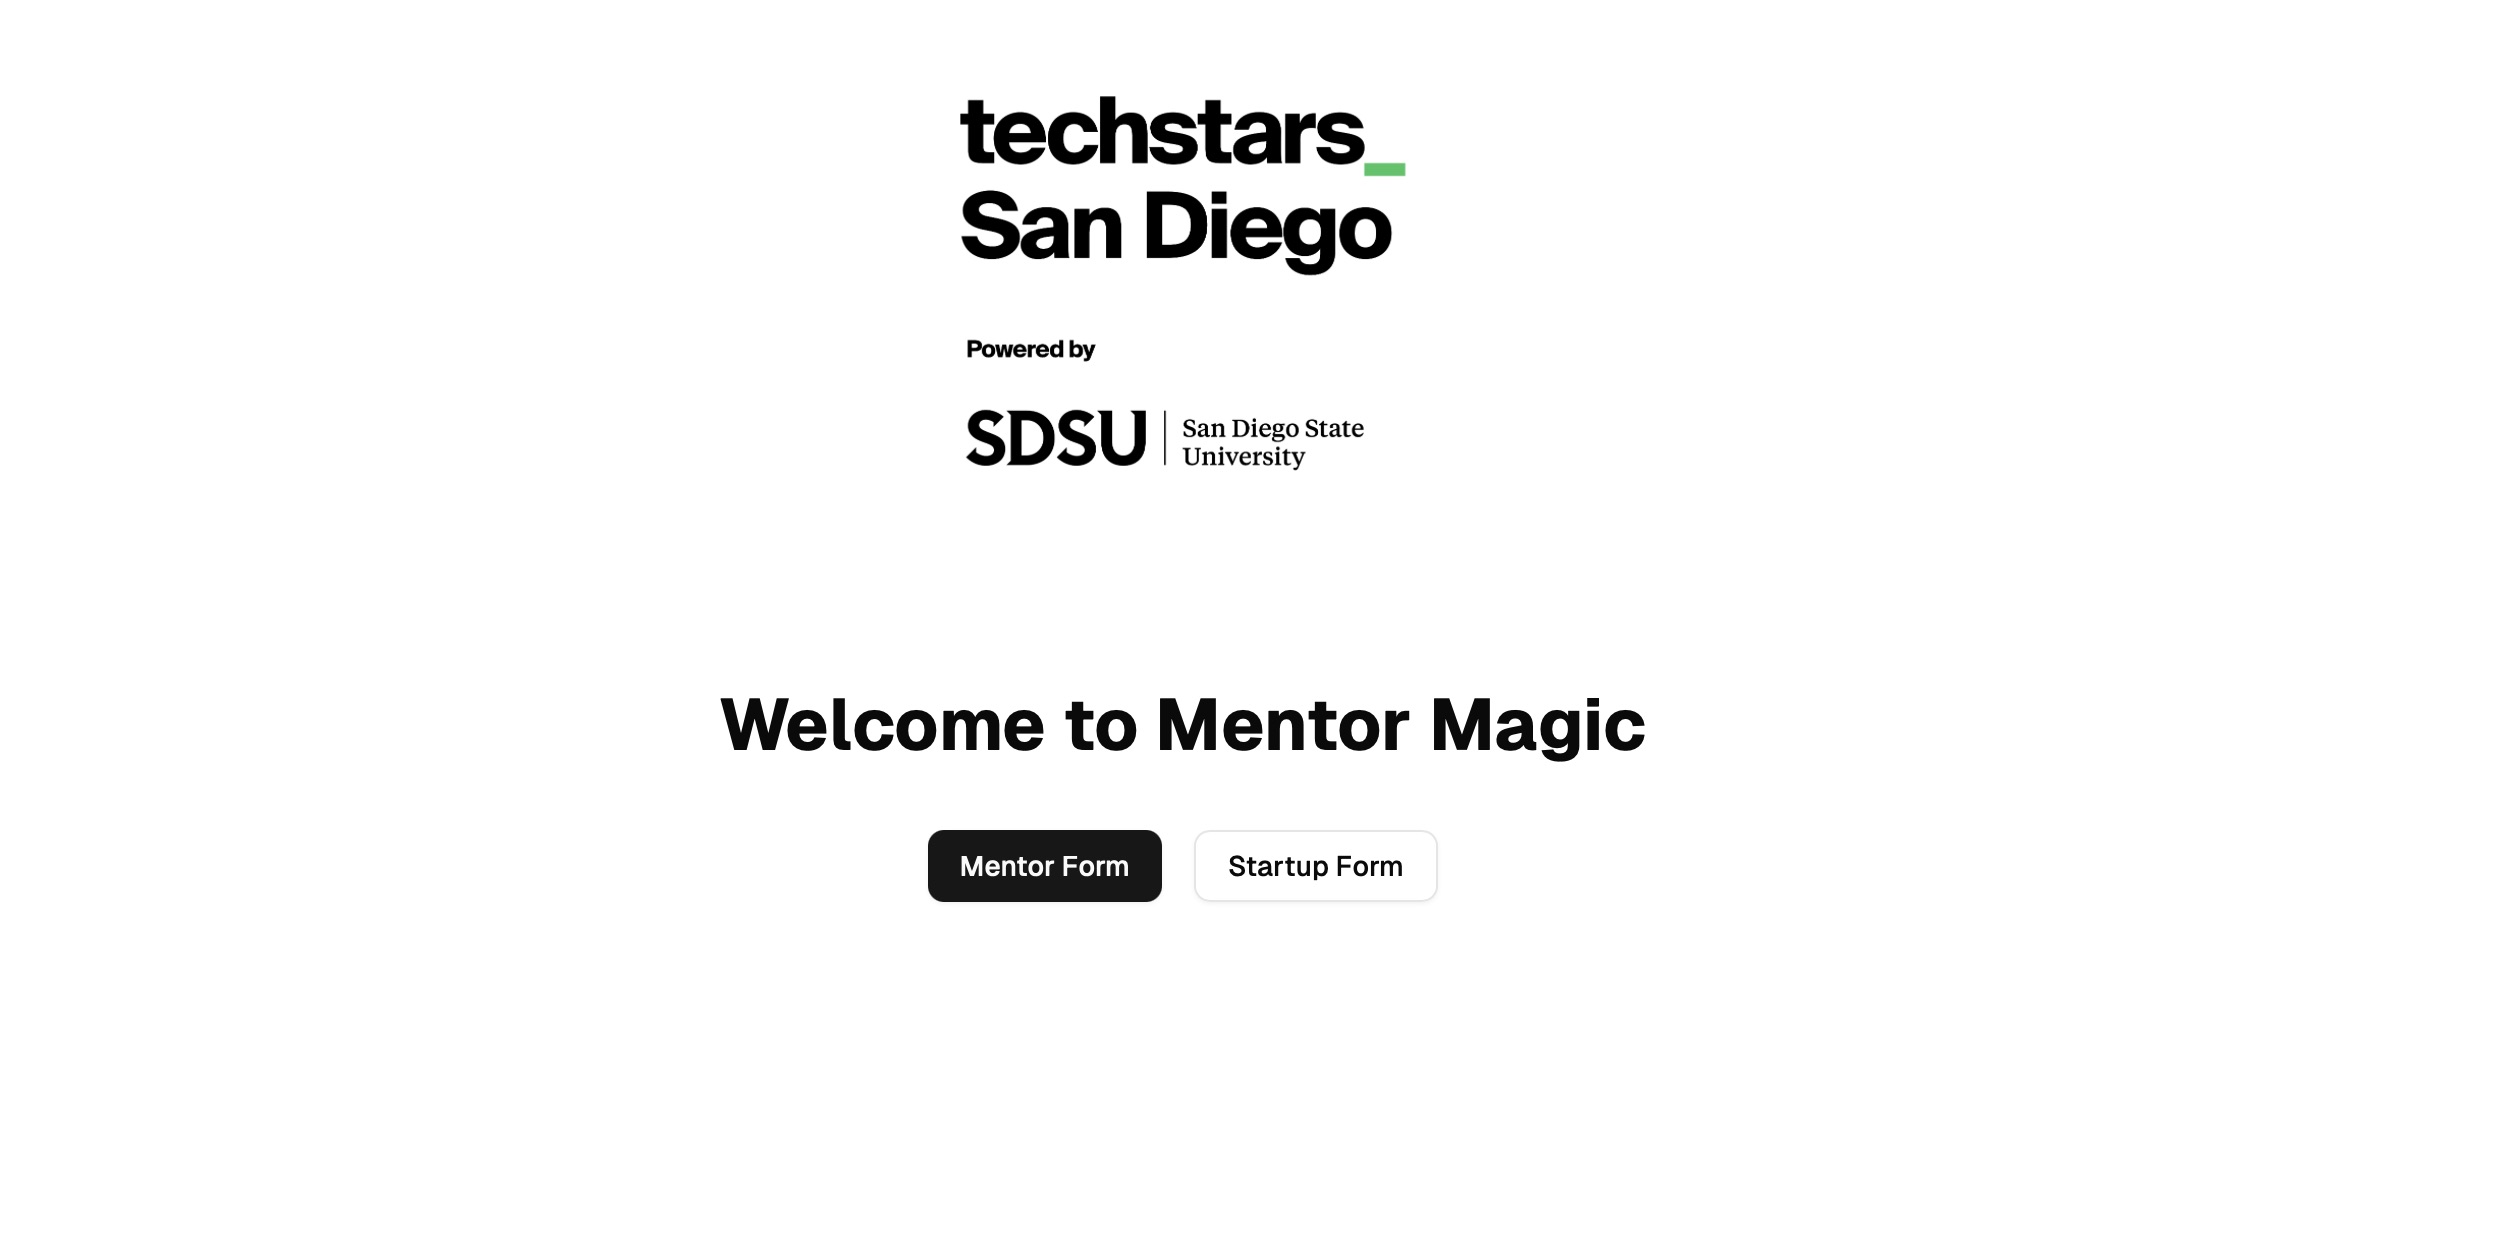 techstars_
San Diego
Powered by
SDSU
San Diego State
University
Welcome to Mentor Magic
Mentor Form
Startup Form